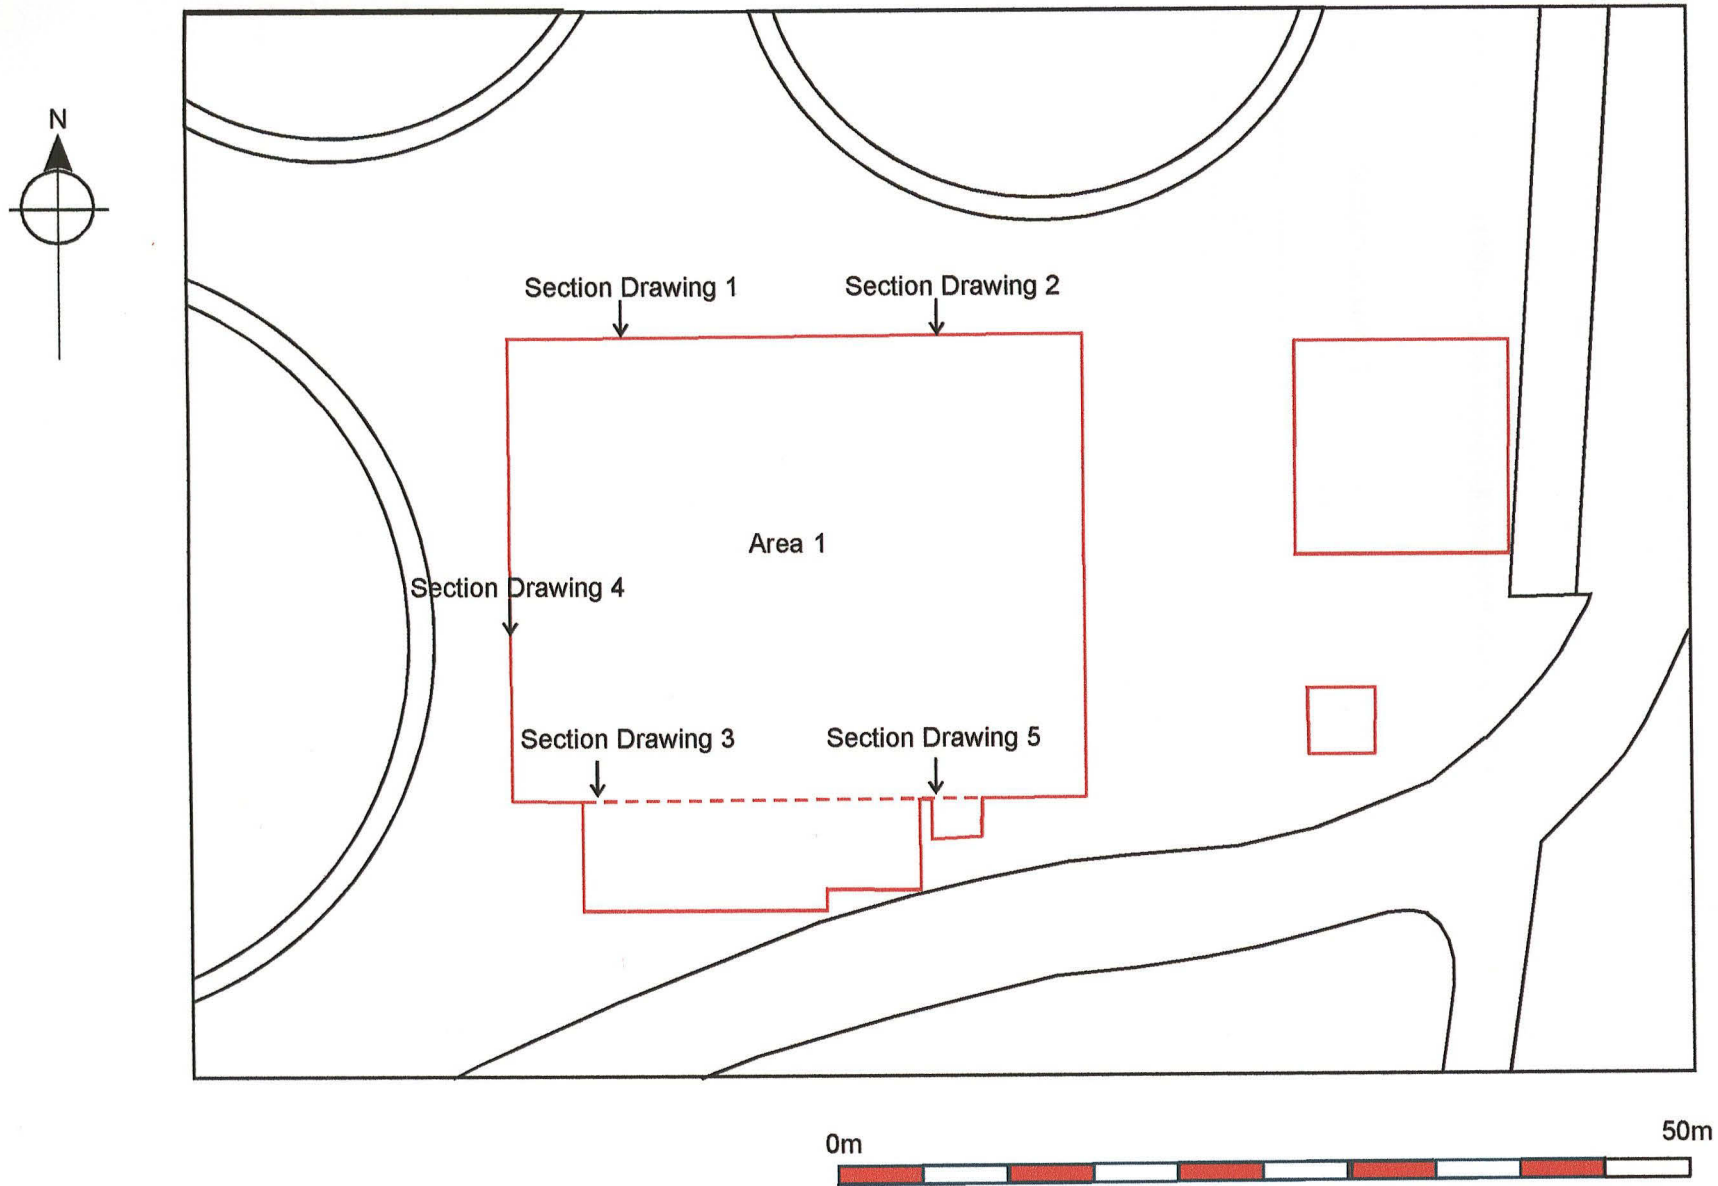 N
Section Drawing 1
Section Drawing 2
Area 1
Section Drawing 4
Section Drawing 3
Section Drawing 5
0m
50m